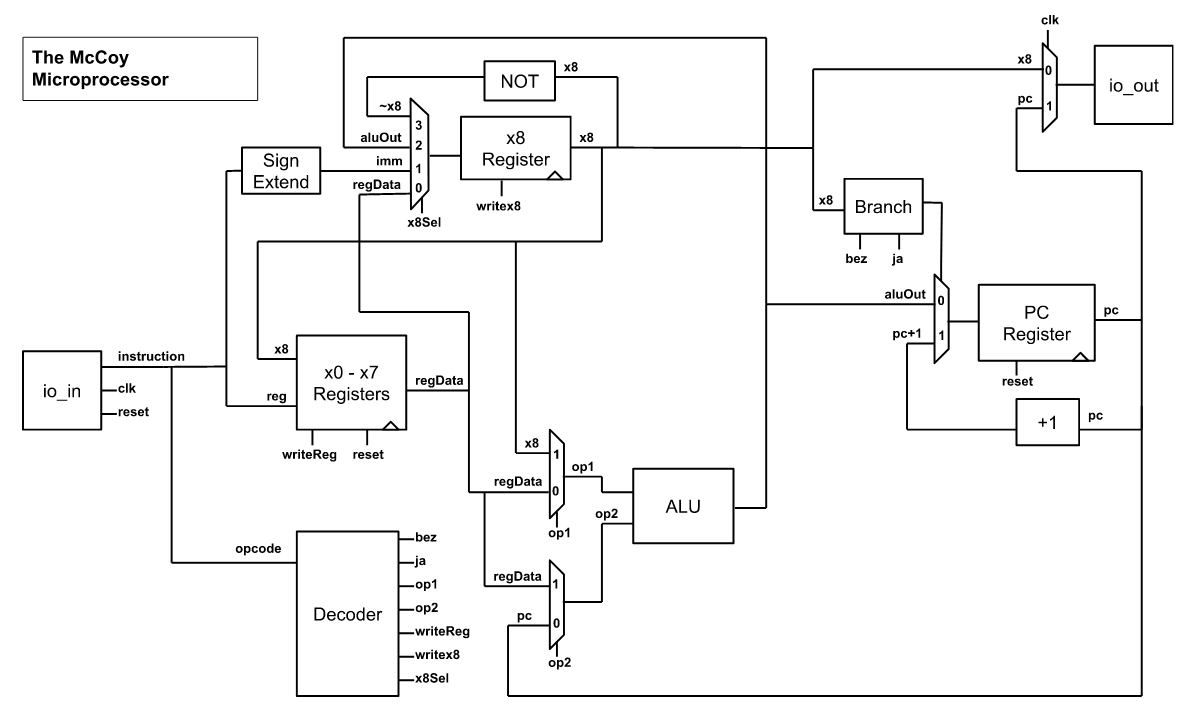 The McCoy
Microprocessor
clk
x8
0
pc
1
io_out
NOT
x8
~x8
3
aluOut
2
imm
1
regData
0
x8Sel
x8
Register
x8
writex8
Sign
Extend
x8
Branch
bez
ja
aluOut
0
pc+1
1
PC
Register
pc
reset
+1
pc
io_in
instruction
clk
reset
x8
reg
x0 - x7
Registers
regData
writeReg
reset
x8
1
regData
0
op1
op1
op2
ALU
regData
1
pc
0
op2
opcode
Decoder
bez
ja
op1
op2
writeReg
writex8
x8Sel